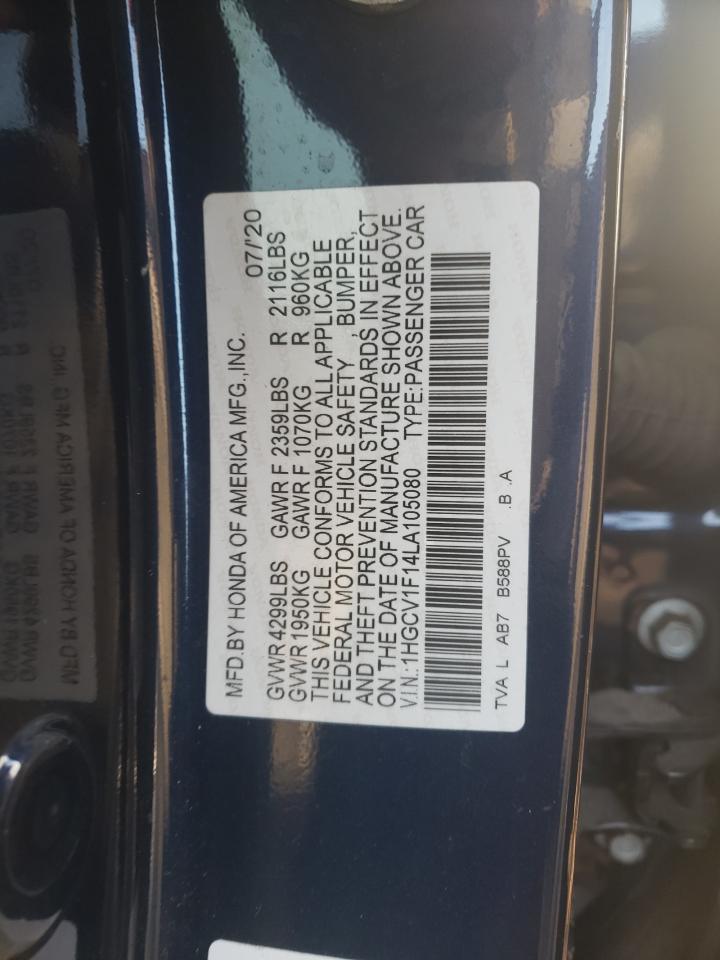 MFD.BY HONDA OF AMERICA MFG.,INC. 07/'20
GVWR 4299LBS GAWR F 2359LBS R 2116LBS
GVWR 1950KG GAWR F 1070KG R 960KG
THIS VEHICLE CONFORMS TO ALL APPLICABLE
FEDERAL MOTOR VEHICLE SAFETY , BUMPER,
AND THEFT PREVENTION STANDARDS IN EFFECT
ON THE DATE OF MANUFACTURE SHOWN ABOVE.
V.I.N.:1HGCV1F14LA105080 TYPE:PASSENGER CAR
TVA L AB7 B588PV .B .A